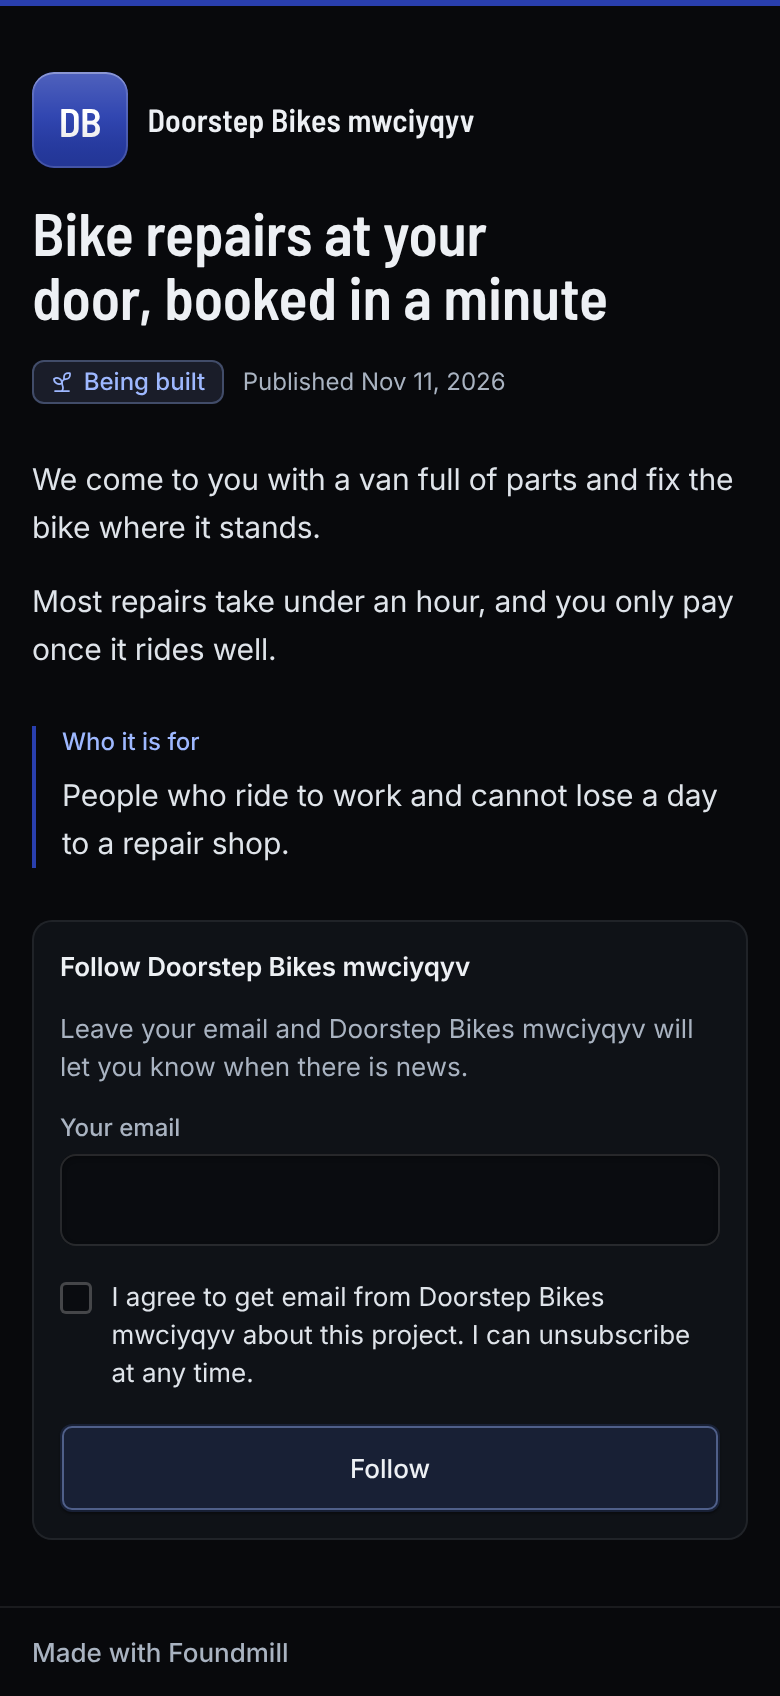 DB
Doorstep Bikes mwciyqyv
Bike repairs at your
door, booked in a minute
Being built
Published Nov 11, 2026
We come to you with a van full of parts and fix the
bike where it stands.
Most repairs take under an hour, and you only pay
once it rides well.
Who it is for
People who ride to work and cannot lose a day
to a repair shop.
Follow Doorstep Bikes mwciyqyv
Leave your email and Doorstep Bikes mwciyqyv will
let you know when there is news.
Your email
I agree to get email from Doorstep Bikes
mwciyqyv about this project. I can unsubscribe
at any time.
Follow
Made with Foundmill